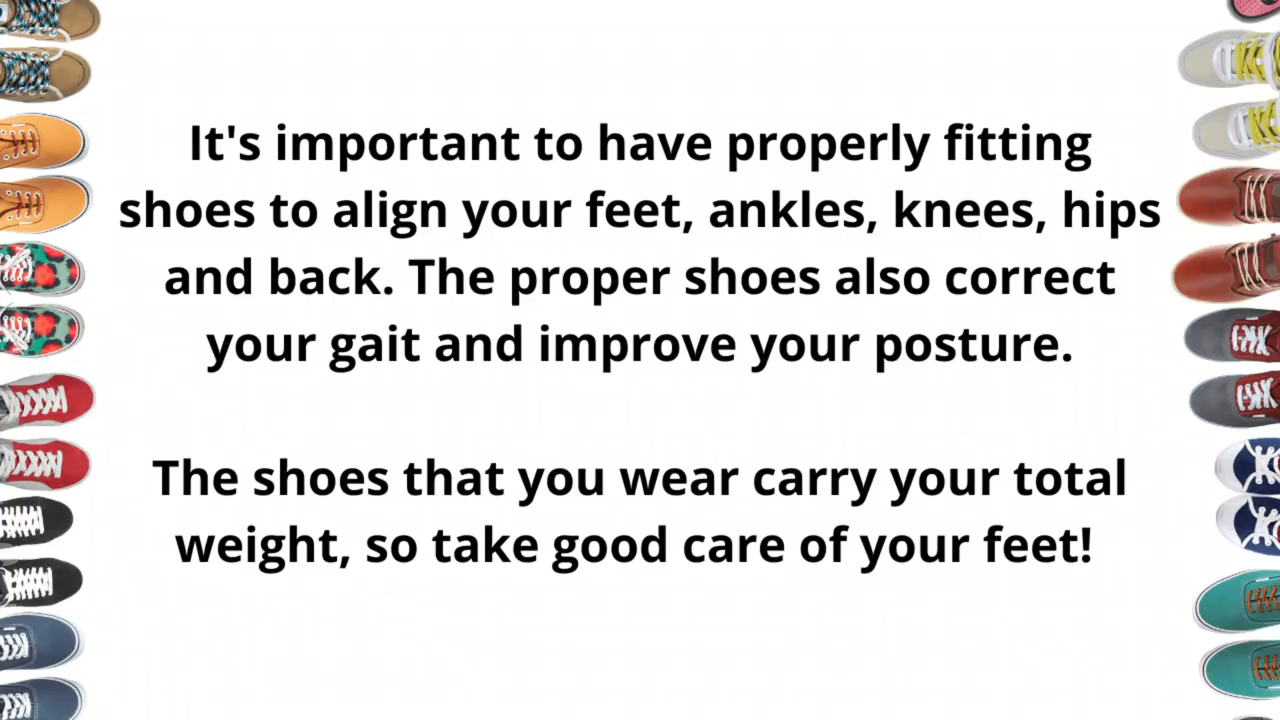 It's important to have properly fitting
shoes to align your feet, ankles, knees, hips
and back. The proper shoes also correct
your gait and improve your posture.
The shoes that you wear carry your total
weight, so take good care of your feet!